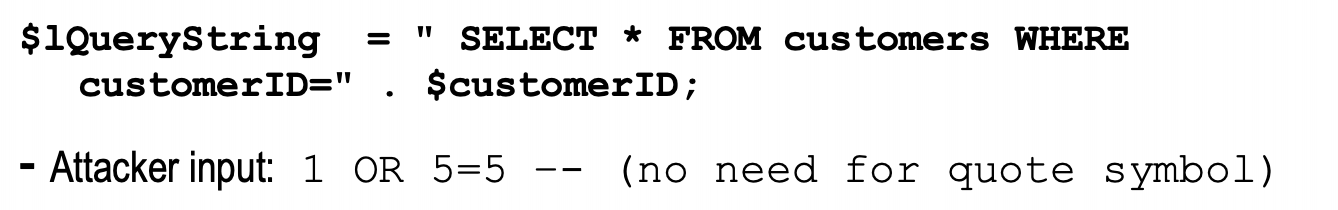 $lQueryString = " SELECT * FROM customers WHERE
customerID=" . $customerID;
- Attacker input: 1 OR 5=5 -- (no need for quote symbol)